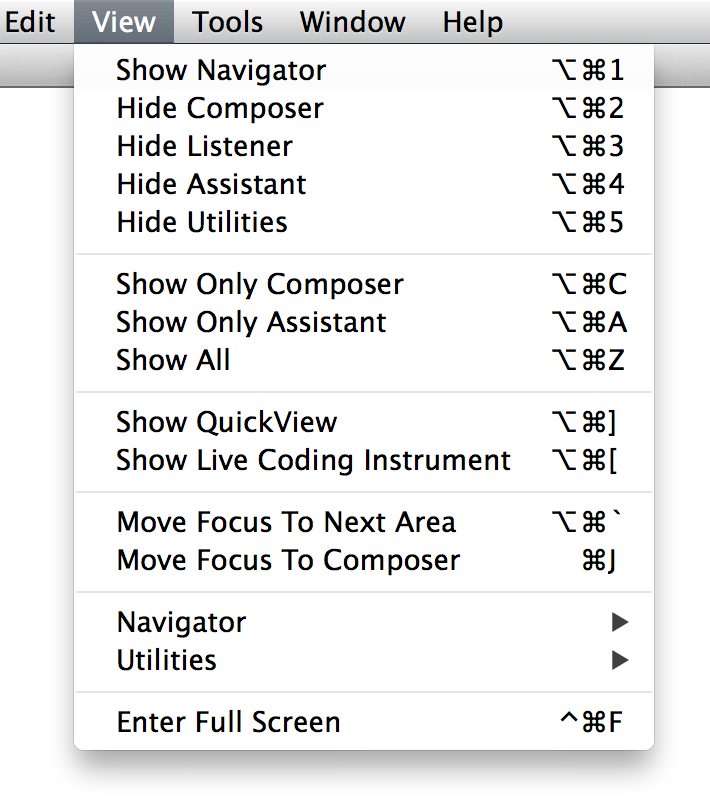 Edit View Tools Window Help
Show Navigator ⌥⌘1
Hide Composer ⌥⌘2
Hide Listener ⌥⌘3
Hide Assistant ⌥⌘4
Hide Utilities ⌥⌘5
Show Only Composer ⌥⌘C
Show Only Assistant ⌥⌘A
Show All ⌥⌘Z
Show QuickView ⌥⌘]
Show Live Coding Instrument ⌥⌘[
Move Focus To Next Area ⌥⌘`
Move Focus To Composer ⌘J
Navigator ▶
Utilities ▶
Enter Full Screen ^⌘F